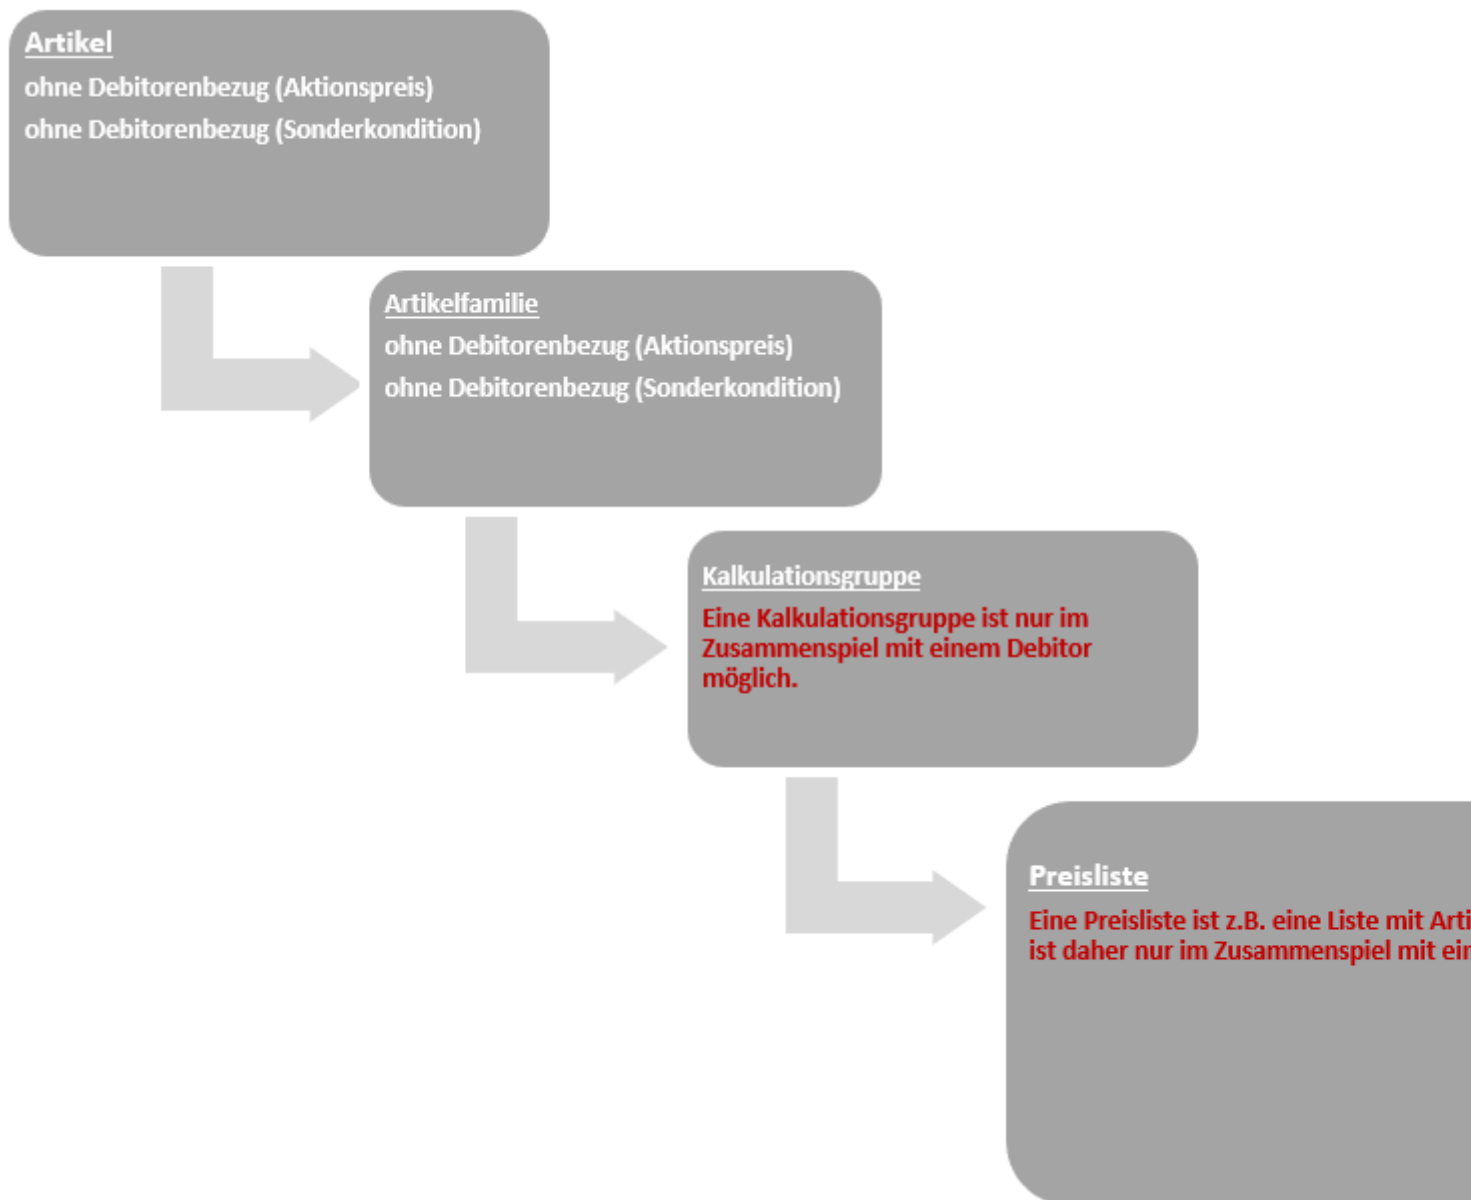 Artikel
ohne Debitorenbezug (Aktionspreis)
ohne Debitorenbezug (Sonderkondition)
Artikelfamilie
ohne Debitorenbezug (Aktionspreis)
ohne Debitorenbezug (Sonderkondition)
Kalkulationsgruppe
Eine Kalkulationsgruppe ist nur im
Zusammenspiel mit einem Debitor
möglich.
Preisliste
Eine Preisliste ist z.B. eine Liste mit
ist daher nur im Zusammenspiel mit